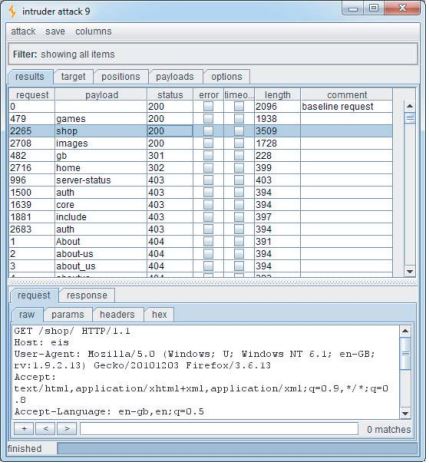 intruder attack 9
attack save columns
Filter: showing all items
results target positions payloads options
request payload status error timeo... length comment
0 200 2096 baseline request
479 games 200 1938
2265 shop 200 3509
2708 images 200 1728
482 gb 301 228
2716 home 302 399
996 server-status 403 403
1500 auth 403 394
1639 core 403 394
1881 include 403 397
2683 auth 403 394
1 About 404 391
2 about-us 404 394
3 about_us 404 394
request response
raw params headers hex
GET /shop/ HTTP/1.1
Host: eis
User-Agent: Mozilla/5.0 (Windows; U; Windows NT 6.1; en-GB;
rv:1.9.2.13) Gecko/20101203 Firefox/3.6.13
Accept:
text/html,application/xhtml+xml,application/xml;q=0.9,*/*;q=0
.8
Accept-Language: en-gb,en;q=0.5
+ < > 0 matches
finished